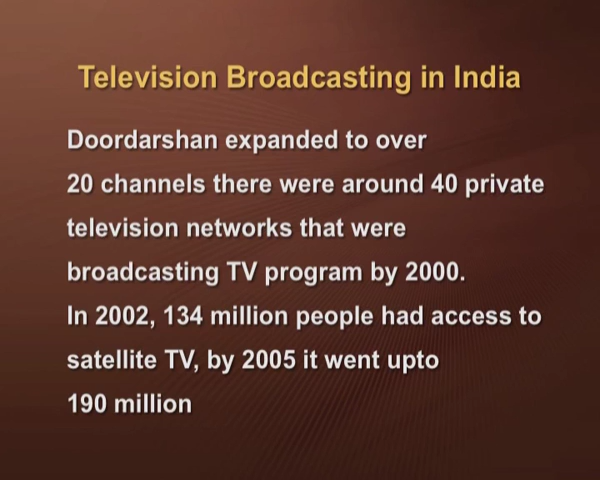 Television Broadcasting in India
Doordarshan expanded to over
20 channels there were around 40 private
television networks that were
broadcasting TV program by 2000.
In 2002, 134 million people had access to
satellite TV, by 2005 it went upto
190 million